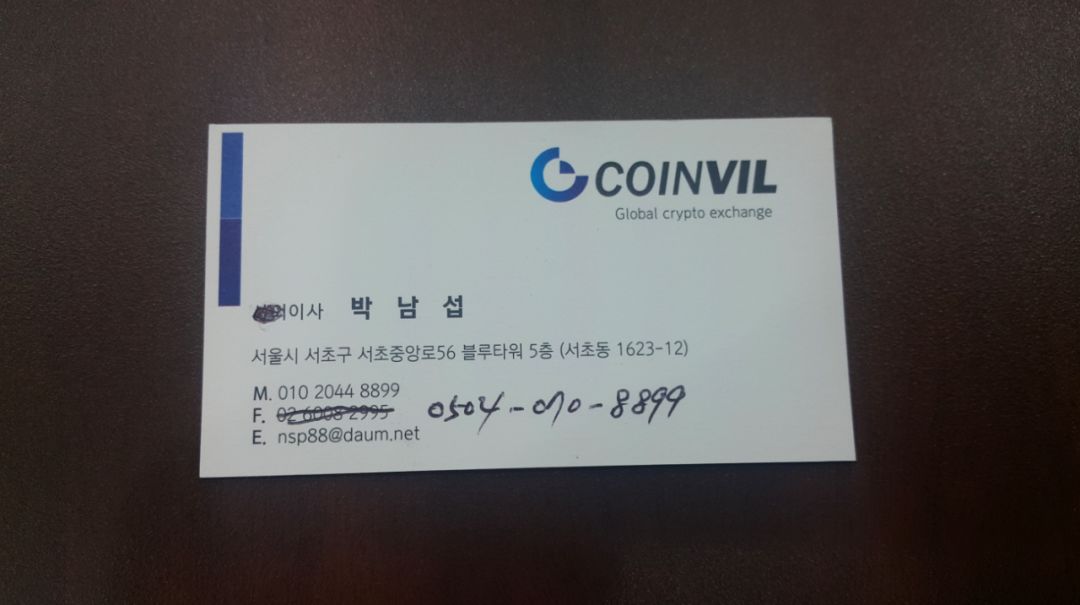 COINVIL
Global crypto exchange
이사 박 남 섭
서울시 서초구 서초중앙로56 블루타워 5층 (서초동 1623-12)
M. 010 2044 8899
F. 02 6008 2995 0504-070-8899
E. nsp88@daum.net